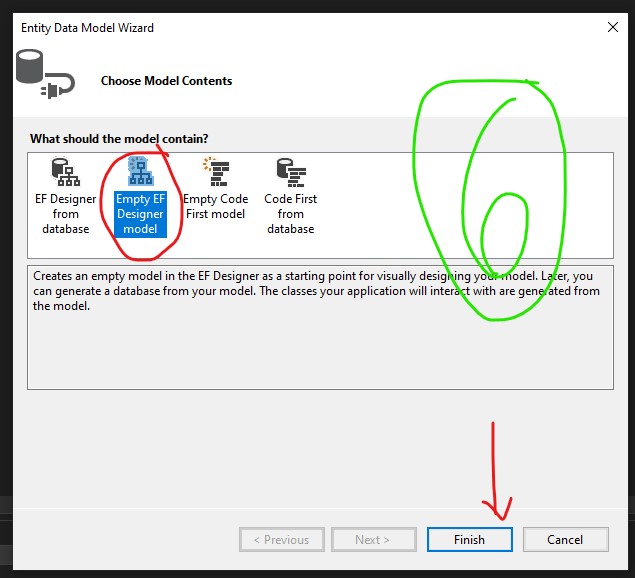 Entity Data Model Wizard
Choose Model Contents
What should the model contain?
EF Designer
from
database
Empty EF
Designer
model
Empty Code
First model
Code First
from
database
6
Creates an empty model in the EF Designer as a starting point for visually designing your model. Later, you
can generate a database from your model. The classes your application will interact with are generated from
the model.
< Previous
Next >
Finish
Cancel